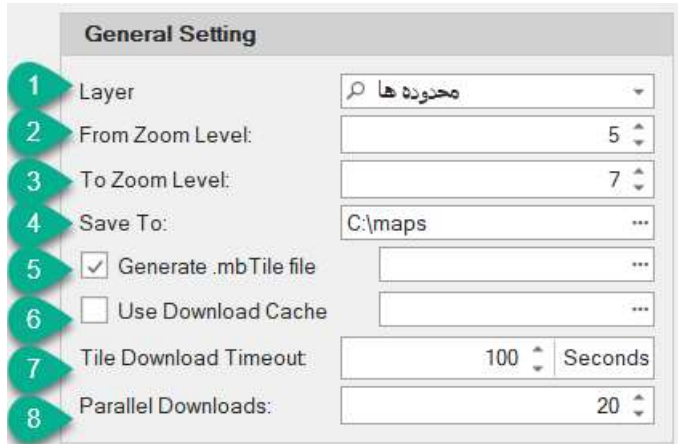 General Setting
1 Layer محدوده ها
2 From Zoom Level: 5
3 To Zoom Level: 7
4 Save To: C:\maps ...
5 Generate .mbTile file ...
6 Use Download Cache ...
7 Tile Download Timeout: 100 Seconds
8 Parallel Downloads: 20